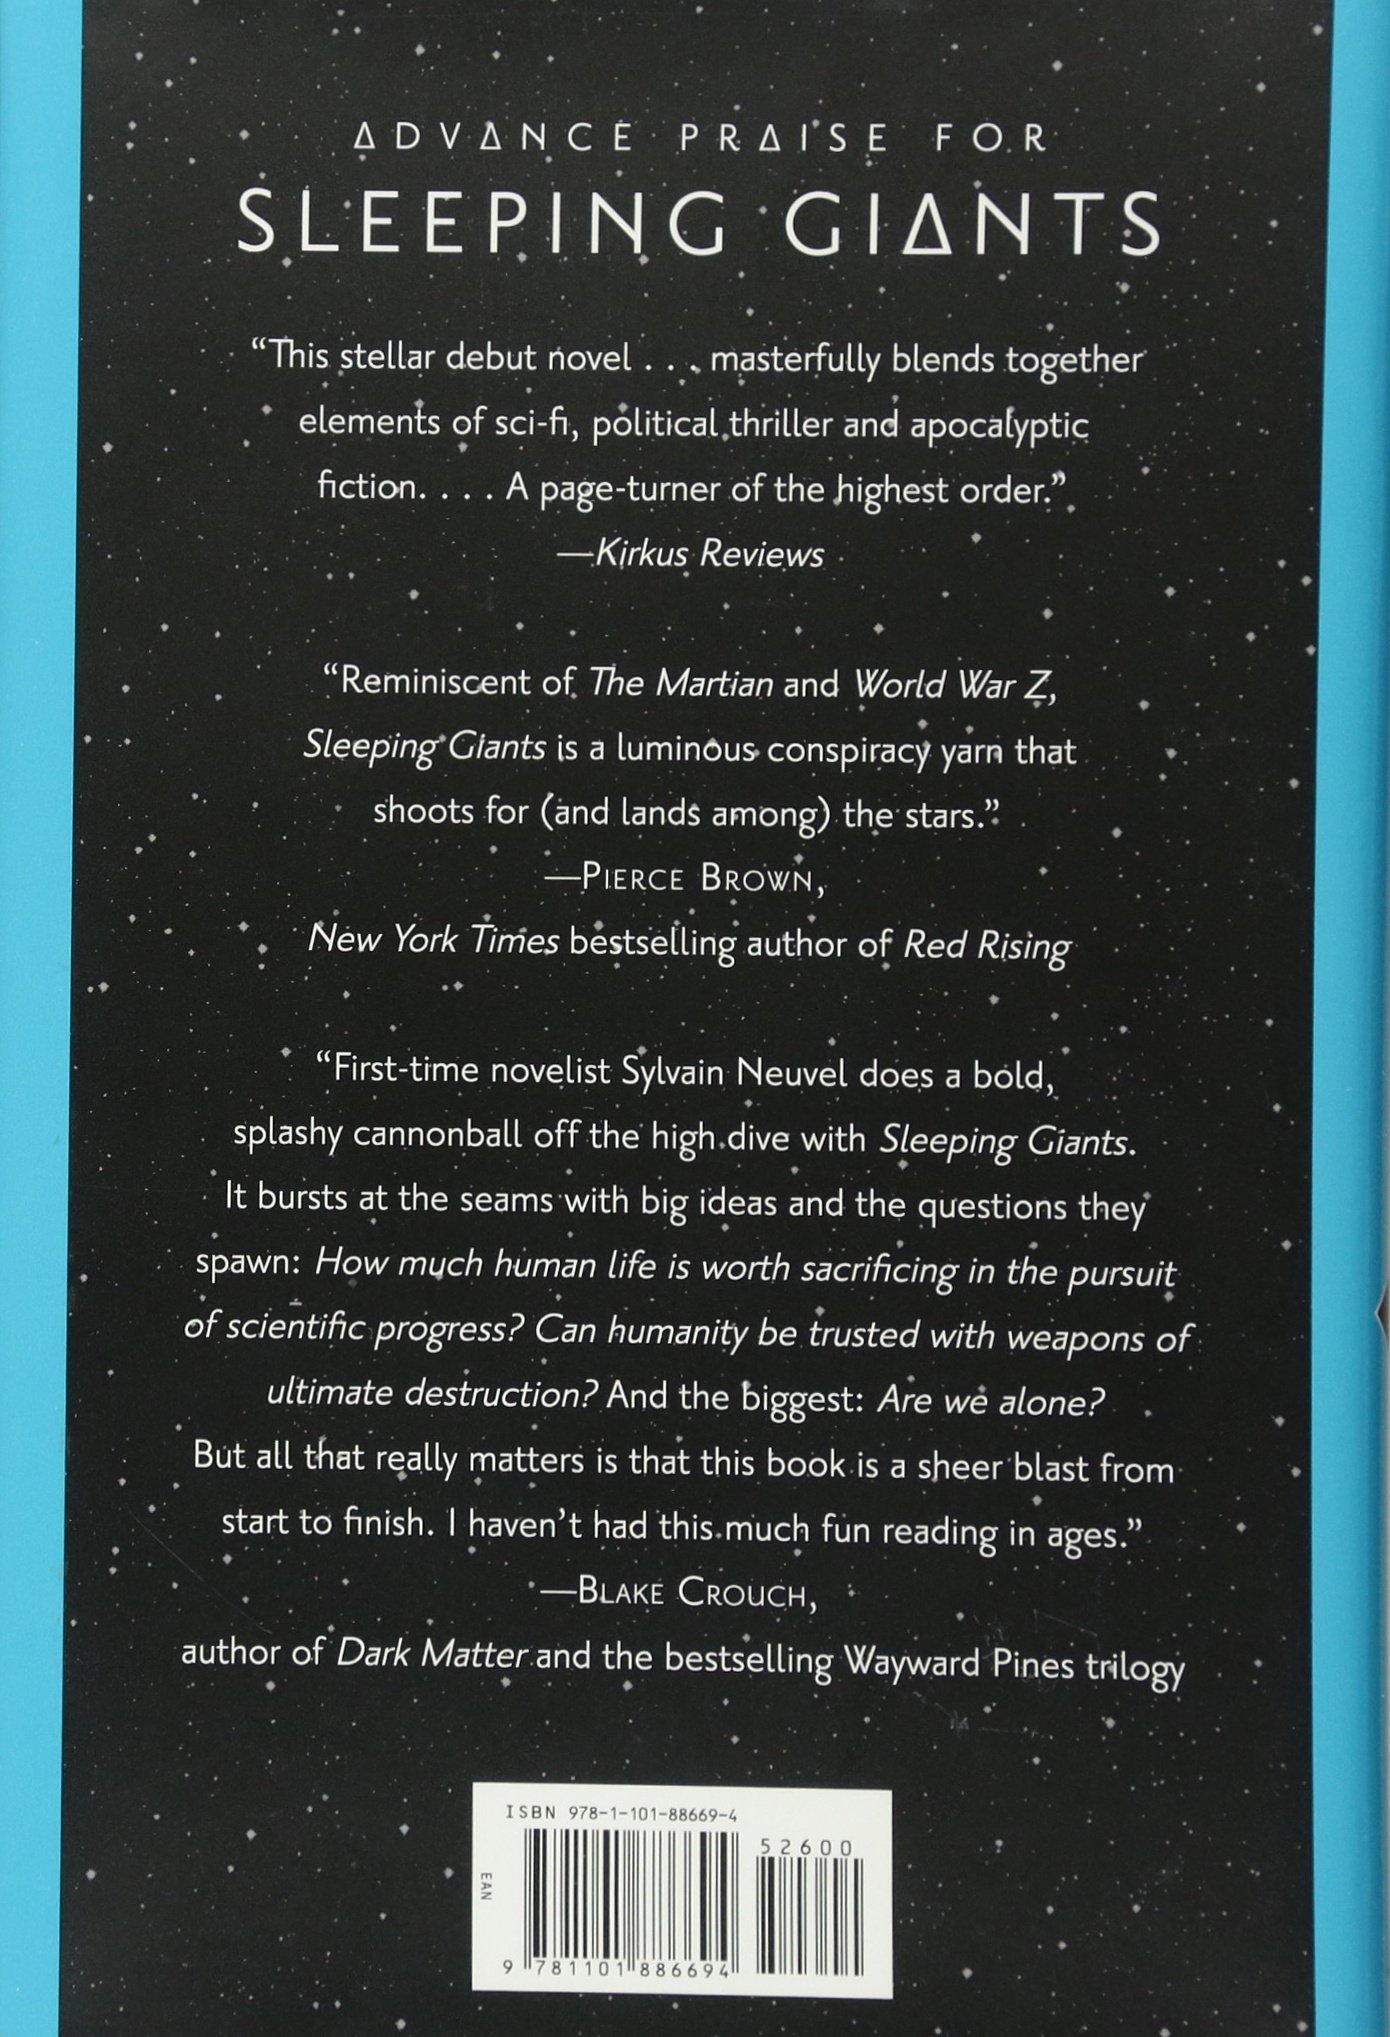 ADVANCE PRAISE FOR
SLEEPING GIANTS
“This stellar debut novel . . . masterfully blends together
elements of sci-fi, political thriller and apocalyptic
fiction. . . . A page-turner of the highest order.”
—Kirkus Reviews
“Reminiscent of The Martian and World War Z,
Sleeping Giants is a luminous conspiracy yarn that
shoots for (and lands among) the stars.”
—PIERCE BROWN,
New York Times bestselling author of Red Rising
“First-time novelist Sylvain Neuvel does a bold,
splashy cannonball off the high dive with Sleeping Giants.
It bursts at the seams with big ideas and the questions they
spawn: How much human life is worth sacrificing in the pursuit
of scientific progress? Can humanity be trusted with weapons of
ultimate destruction? And the biggest: Are we alone?
But all that really matters is that this book is a sheer blast from
start to finish. I haven’t had this much fun reading in ages.”
—BLAKE CROUCH,
author of Dark Matter and the bestselling Wayward Pines trilogy
ISBN 978-1-101-88669-4
52600
EAN
9 781101 886694